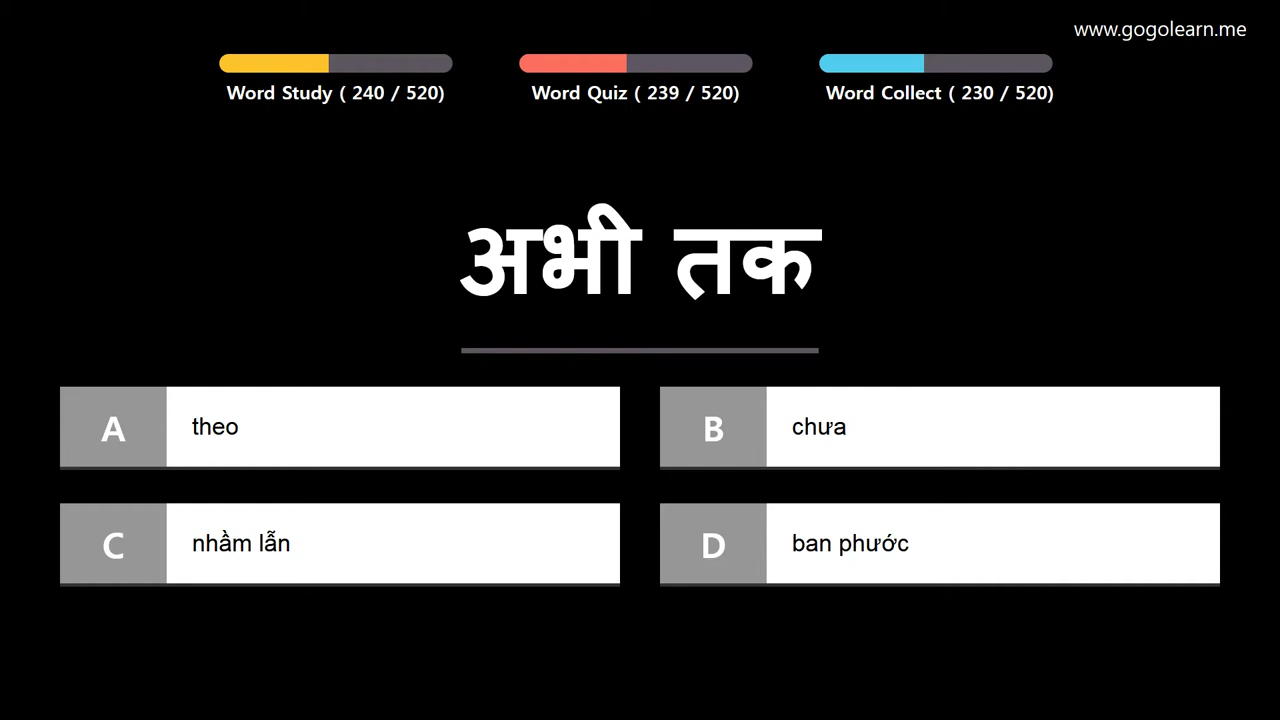 www.gogolearn.me
Word Study ( 240 / 520)
Word Quiz ( 239 / 520)
Word Collect ( 230 / 520)
अभी तक
A theo
B chưa
C nhầm lẫn
D ban phước